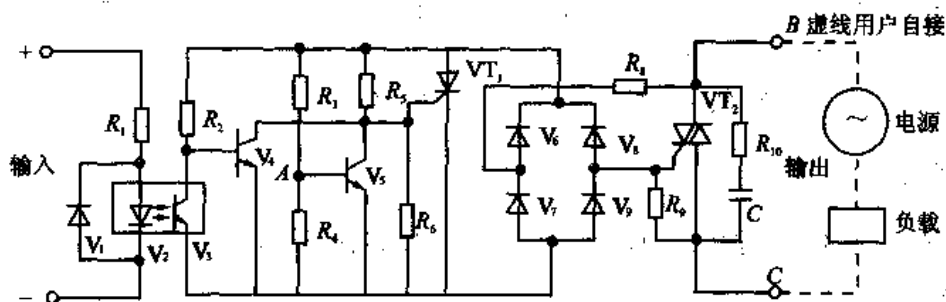 +
输入
−
R₁
V₁
V₂
V₃
R₂
V₄
A
R₃
R₄
V₅
R₅
R₆
VT₁
V₆
V₇
V₈
V₉
R₈
R₉
VT₂
R₁₀
C
B 虚线用户自接
输出
C
~
电源
负载